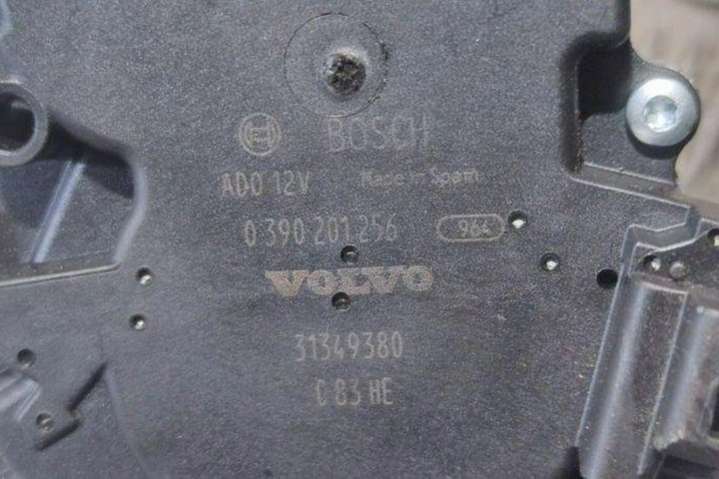 BOSCH
ADO 12V Made in Spain
0 390 201 256 964
VOLVO
31349380
C 83 HE